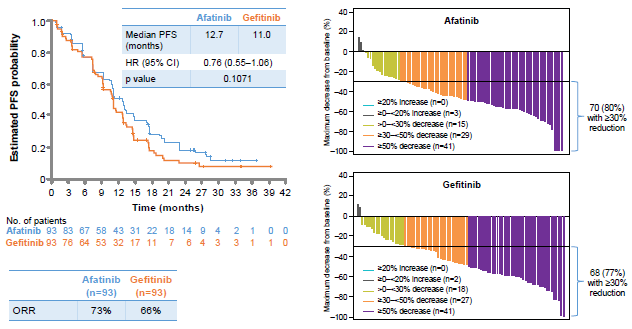 Afatinib Gefitinib
Median PFS (months) 12.7 11.0
HR (95% CI) 0.76 (0.55–1.06)
p value 0.1071
Estimated PFS probability
1.0
0.8
0.6
0.4
0.2
0
0 3 6 9 12 15 18 21 24 27 30 33 36 39 42
Time (months)
No. of patients
Afatinib 93 83 67 58 43 31 22 18 14 9 4 2 1 0 0
Gefitinib 93 76 64 53 32 17 11 7 6 4 3 3 1 1 0
Afatinib (n=93) Gefitinib (n=93)
ORR 73% 66%
Afatinib
Maximum decrease from baseline (%)
40
20
0
−20
−40
−60
−80
−100
≥20% increase (n=0)
≥0–<20% increase (n=3)
>0–<30% decrease (n=15)
≥30–<50% decrease (n=29)
≥50% decrease (n=41)
70 (80%)
with ≥30%
reduction
Gefitinib
Maximum decrease from baseline (%)
40
20
0
−20
−40
−60
−80
−100
≥20% increase (n=0)
≥0–<20% increase (n=2)
>0–<30% decrease (n=18)
≥30–<50% decrease (n=27)
≥50% decrease (n=41)
68 (77%)
with ≥30%
reduction